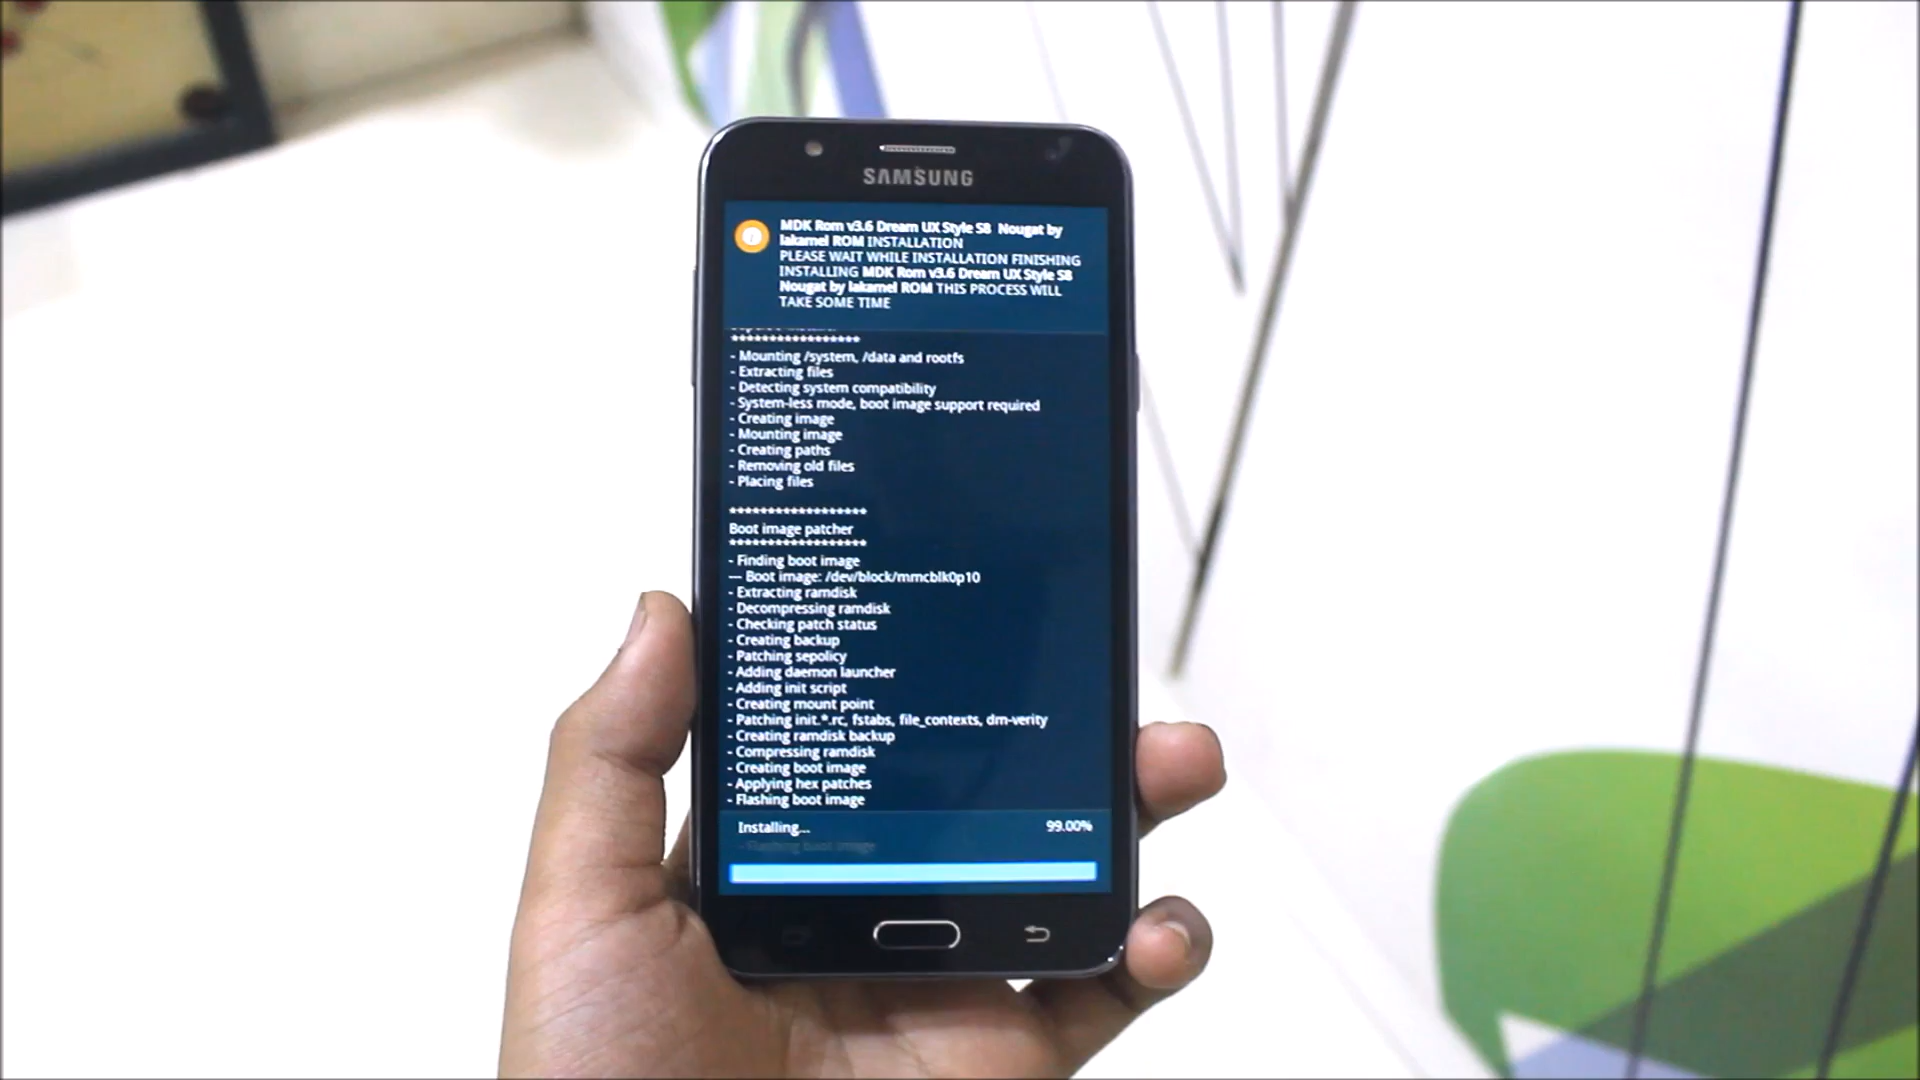 SAMSUNG
MDK Rom v3.6 Dream UX Style S8 Nougat by
lakamel ROM INSTALLATION
PLEASE WAIT WHILE INSTALLATION FINISHING
INSTALLING MDK Rom v3.6 Dream UX Style S8
Nougat by lakamel ROM THIS PROCESS WILL
TAKE SOME TIME
*****************
- Mounting /system, /data and rootfs
- Extracting files
- Detecting system compatibility
- System-less mode, boot image support required
- Creating image
- Mounting image
- Creating paths
- Removing old files
- Placing files
******************
Boot image patcher
******************
- Finding boot image
--- Boot image: /dev/block/mmcblk0p10
- Extracting ramdisk
- Decompressing ramdisk
- Checking patch status
- Creating backup
- Patching sepolicy
- Adding daemon launcher
- Adding init script
- Creating mount point
- Patching init.*.rc, fstabs, file_contexts, dm-verity
- Creating ramdisk backup
- Compressing ramdisk
- Creating boot image
- Applying hex patches
- Flashing boot image
Installing... 99.00%
- Flashing boot image